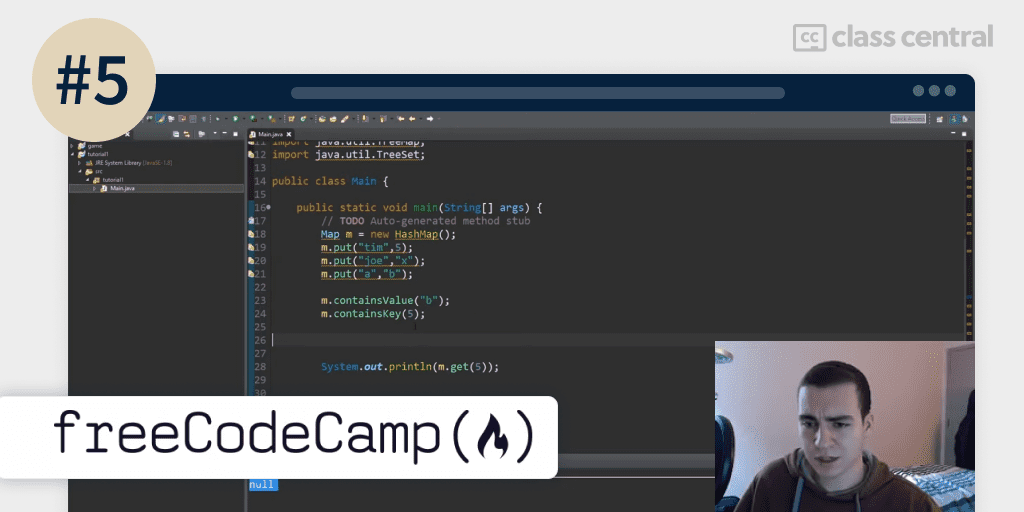 #5
cc class central
Quick Access
Main.java
game
tutorial1
JRE System Library [JavaSE-1.8]
src
tutorial1
Main.java
11 import java.util.TreeMap;
12 import java.util.TreeSet;
13
14 public class Main {
15
16 public static void main(String[] args) {
17 // TODO Auto-generated method stub
18 Map m = new HashMap();
19 m.put("tim",5);
20 m.put("joe","x");
21 m.put("a","b");
22
23 m.containsValue("b");
24 m.containsKey(5);
25
26
27
28 System.out.println(m.get(5));
29
30
freeCodeCamp( )
null